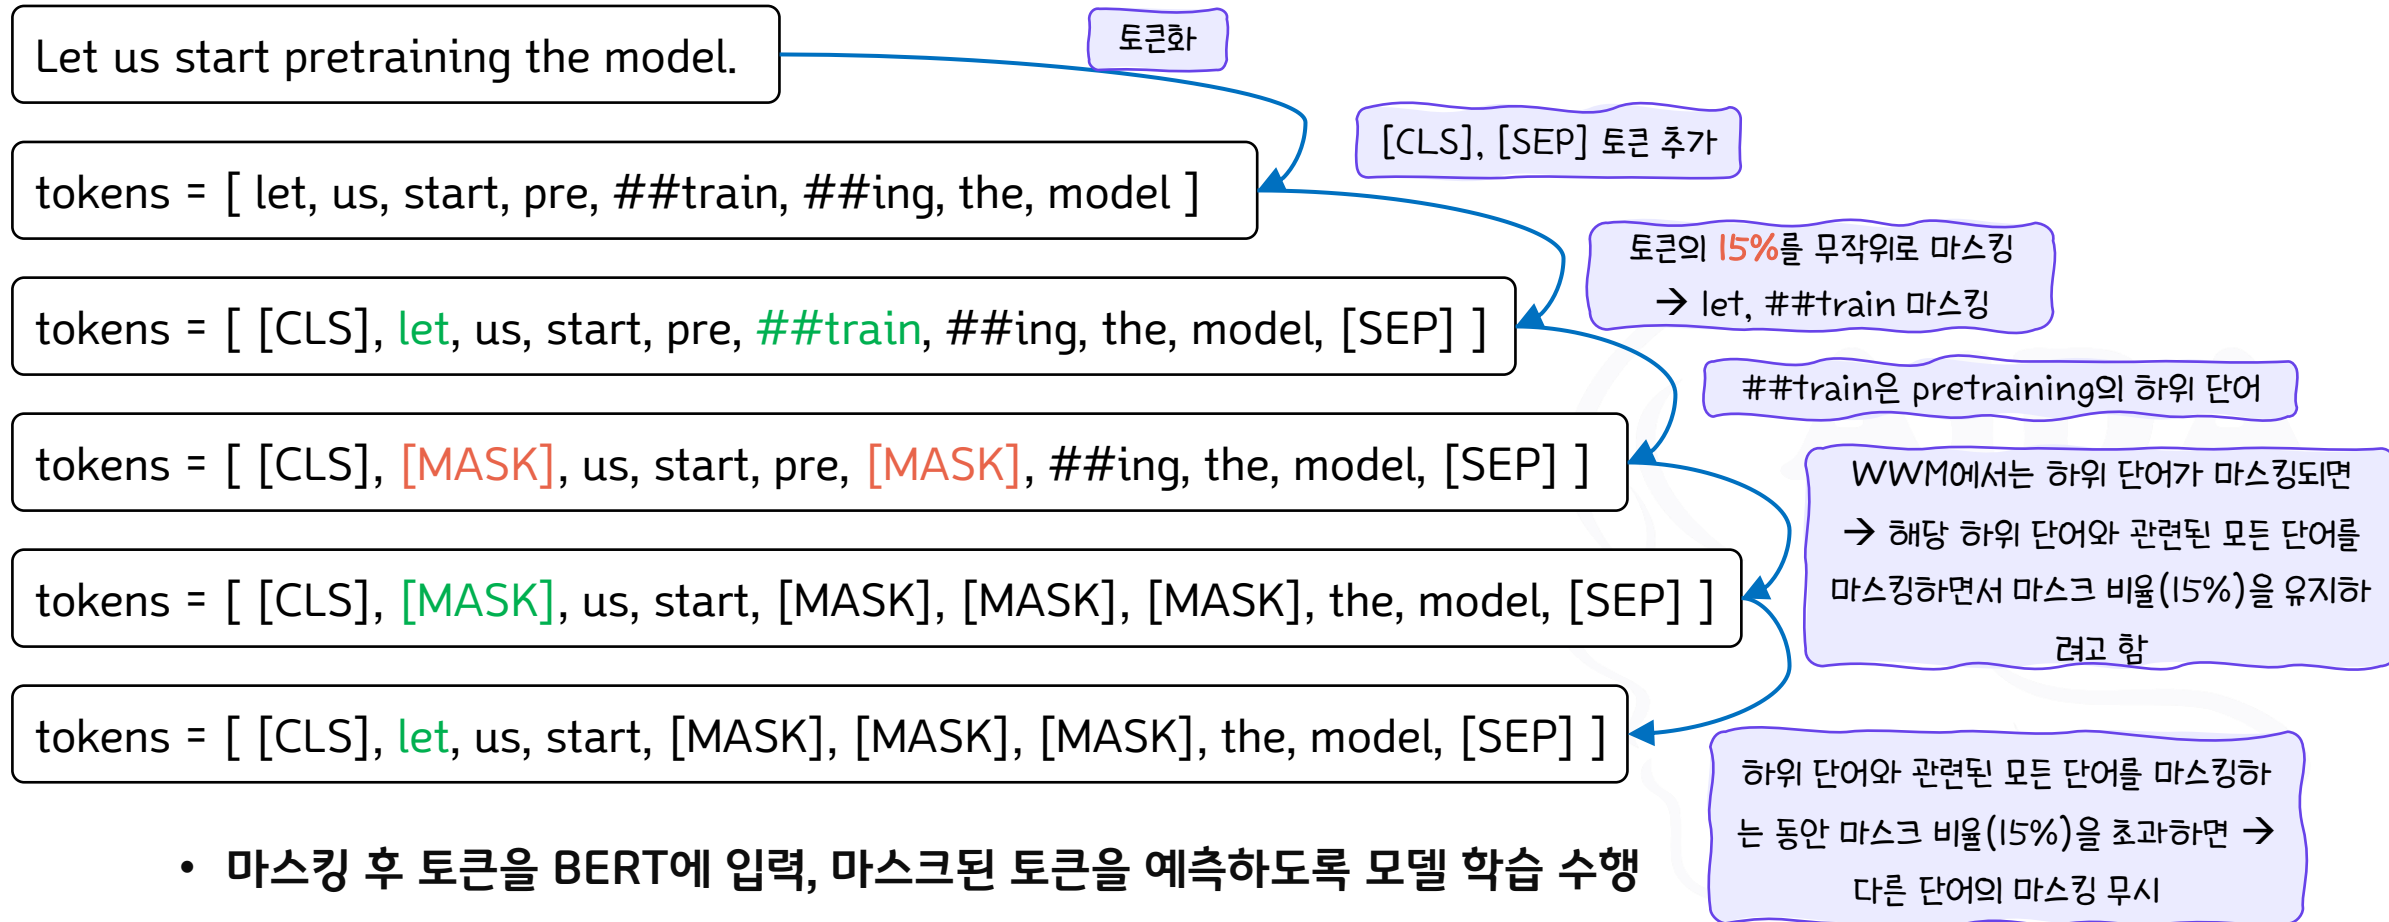 Let us start pretraining the model.
토큰화
[CLS], [SEP] 토큰 추가
tokens = [ let, us, start, pre, ##train, ##ing, the, model ]
토큰의 15%를 무작위로 마스킹
→ let, ##train 마스킹
tokens = [ [CLS], let, us, start, pre, ##train, ##ing, the, model, [SEP] ]
##train은 pretraining의 하위 단어
tokens = [ [CLS], [MASK], us, start, pre, [MASK], ##ing, the, model, [SEP] ]
WWM에서는 하위 단어가 마스킹되면
→ 해당 하위 단어와 관련된 모든 단어를
마스킹하면서 마스크 비율(15%)을 유지하
려고 함
tokens = [ [CLS], [MASK], us, start, [MASK], [MASK], [MASK], the, model, [SEP] ]
tokens = [ [CLS], let, us, start, [MASK], [MASK], [MASK], the, model, [SEP] ]
하위 단어와 관련된 모든 단어를 마스킹하
는 동안 마스크 비율(15%)을 초과하면 →
다른 단어의 마스킹 무시
• 마스킹 후 토큰을 BERT에 입력, 마스크된 토큰을 예측하도록 모델 학습 수행